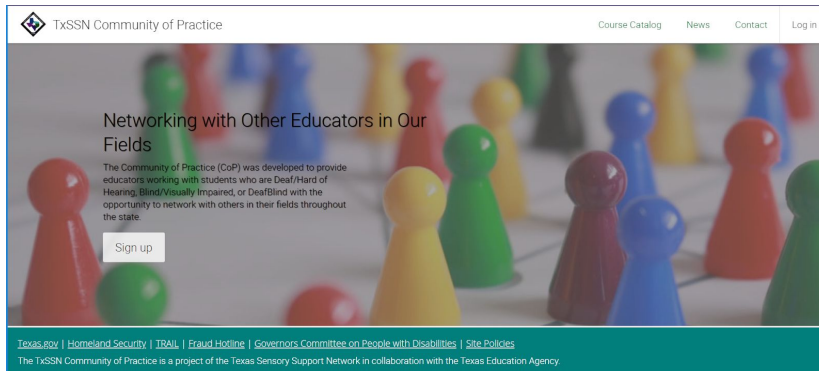 TxSSN Community of Practice
Course Catalog News Contact Log in
Networking with Other Educators in Our
Fields
The Community of Practice (CoP) was developed to provide
educators working with students who are Deaf/Hard of
Hearing, Blind/Visually Impaired, or DeafBlind with the
opportunity to network with others in their fields throughout
the state.
Sign up
Texas.gov | Homeland Security | TRAIL | Fraud Hotline | Governors Committee on People with Disabilities | Site Policies
The TxSSN Community of Practice is a project of the Texas Sensory Support Network in collaboration with the Texas Education Agency.